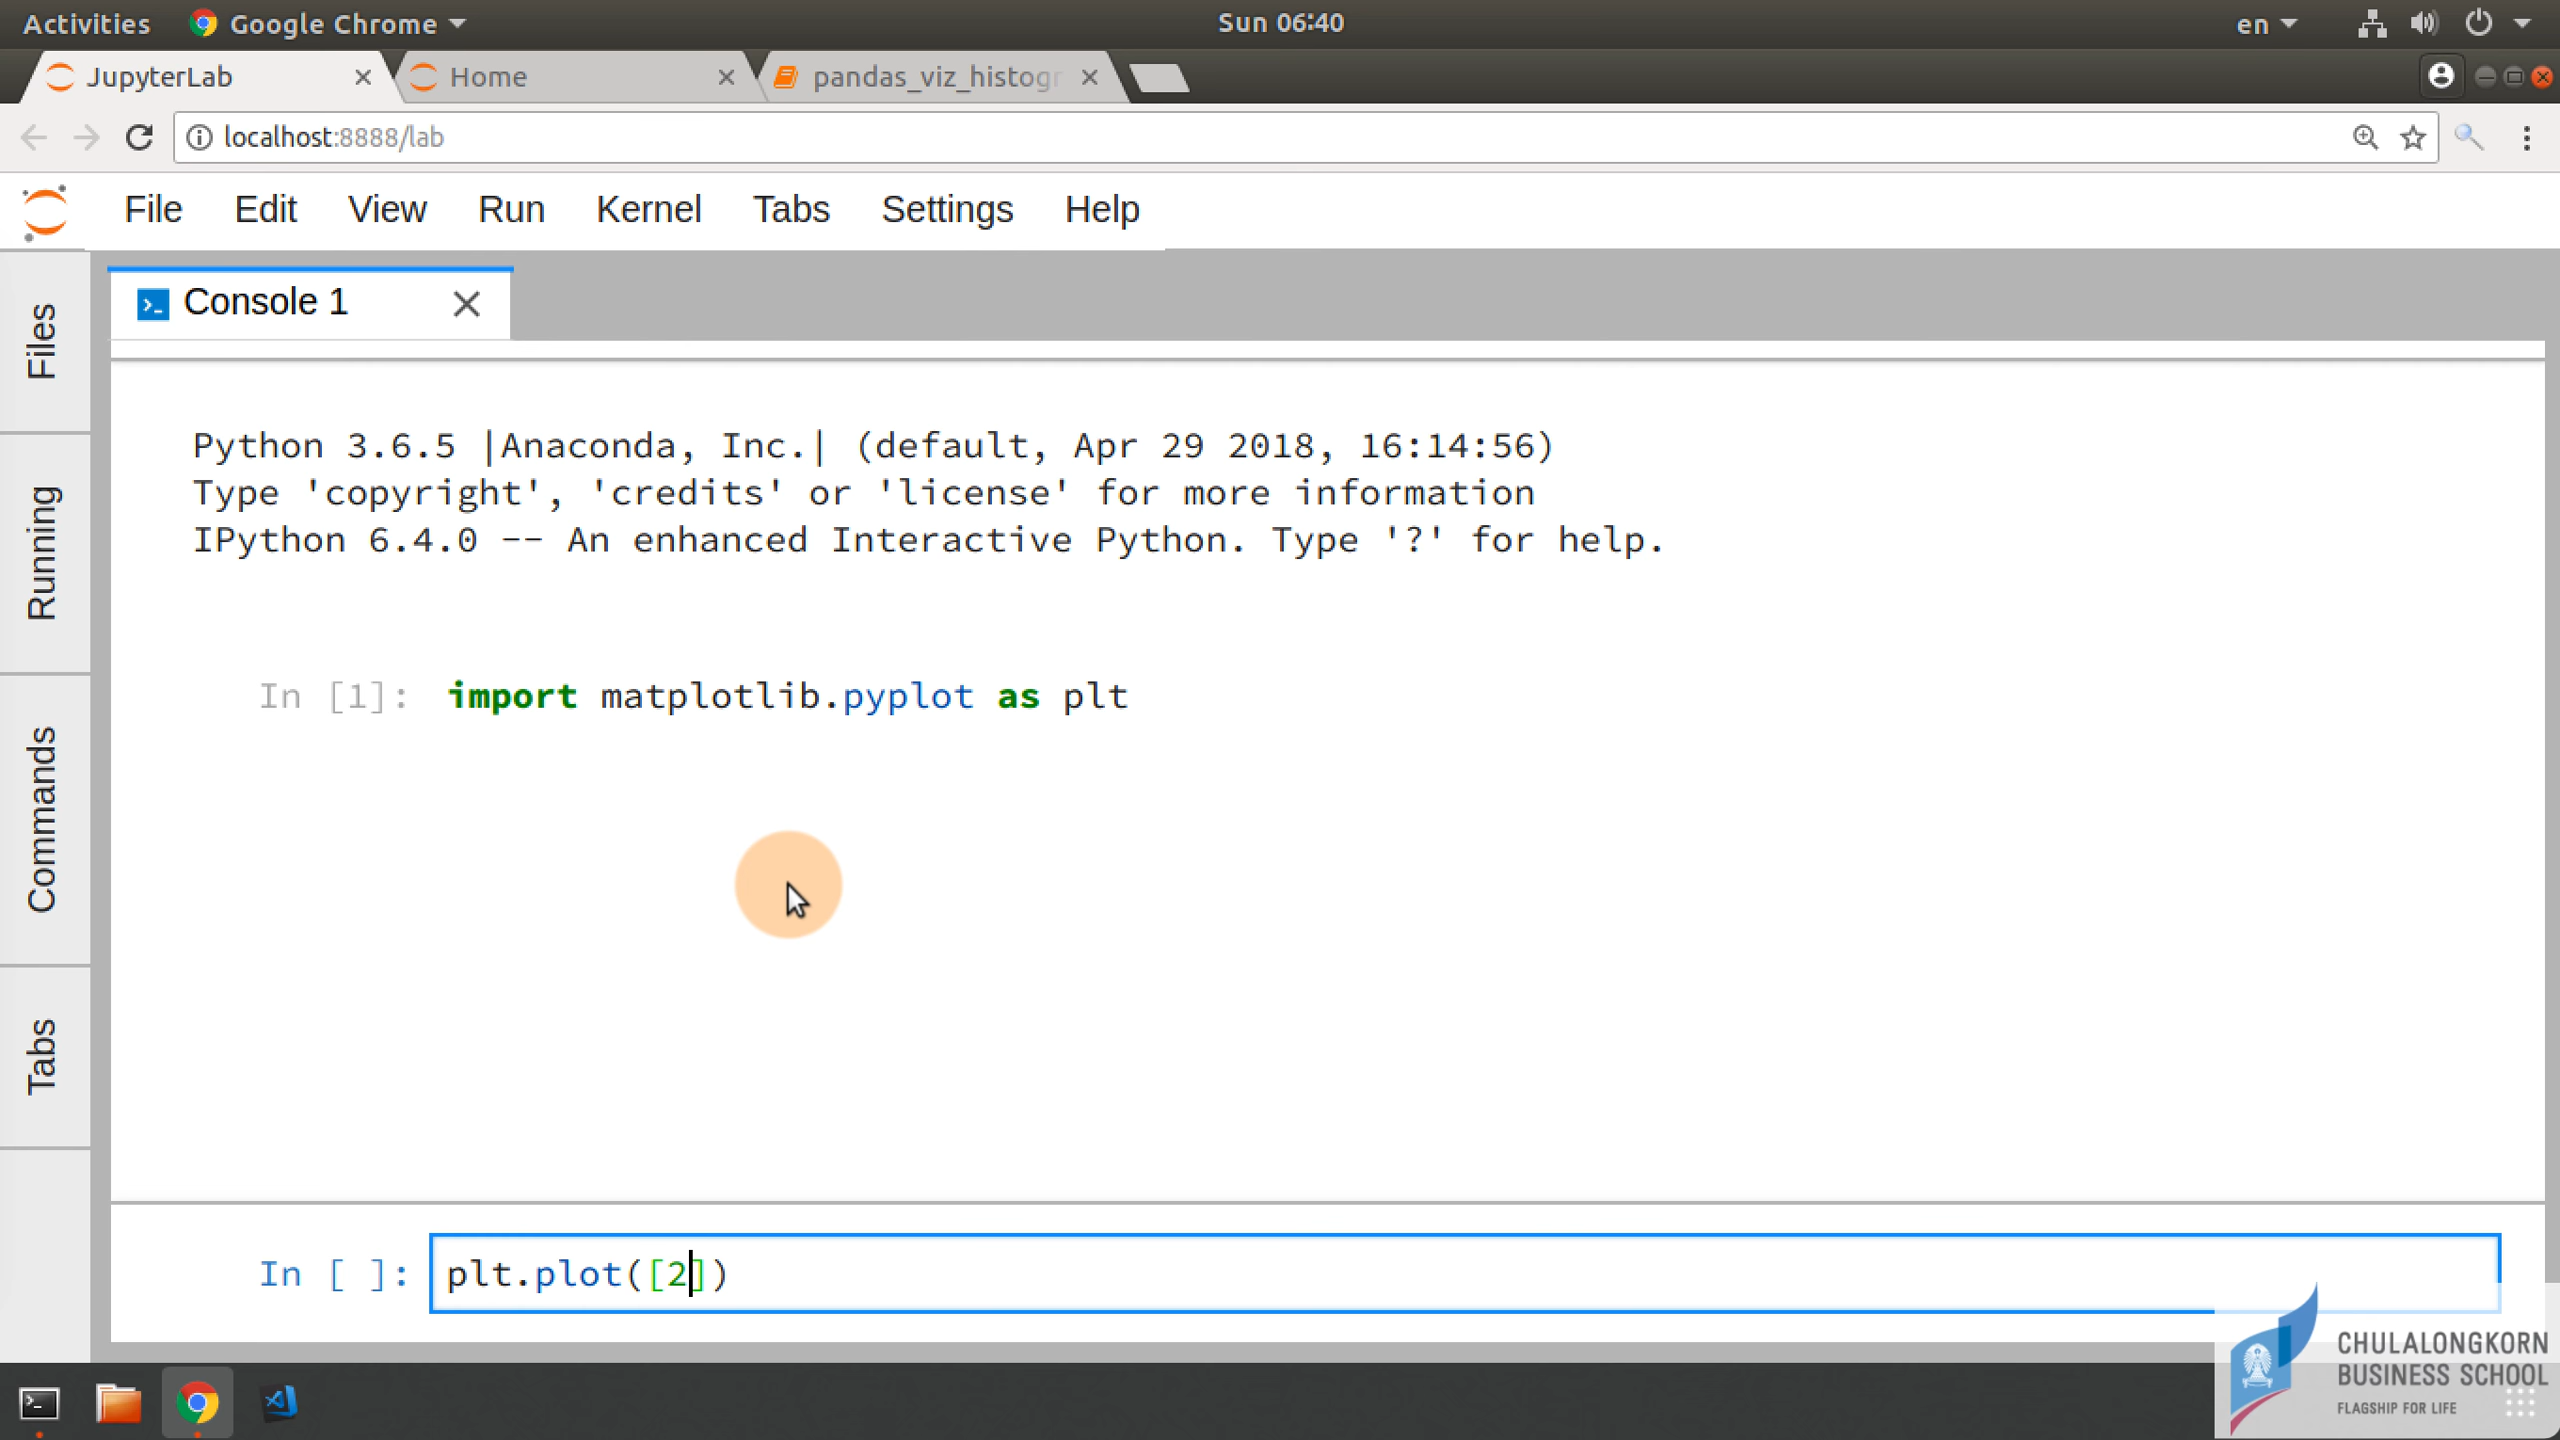 Activities Google Chrome Sun 06:40 en
JupyterLab Home pandas_viz_histogr
localhost:8888/lab
File Edit View Run Kernel Tabs Settings Help
Console 1
Files
Running
Commands
Tabs
Python 3.6.5 |Anaconda, Inc.| (default, Apr 29 2018, 16:14:56)
Type 'copyright', 'credits' or 'license' for more information
IPython 6.4.0 -- An enhanced Interactive Python. Type '?' for help.
In [1]: import matplotlib.pyplot as plt
In [ ]: plt.plot([2])
CHULALONGKORN
BUSINESS SCHOOL
FLAGSHIP FOR LIFE